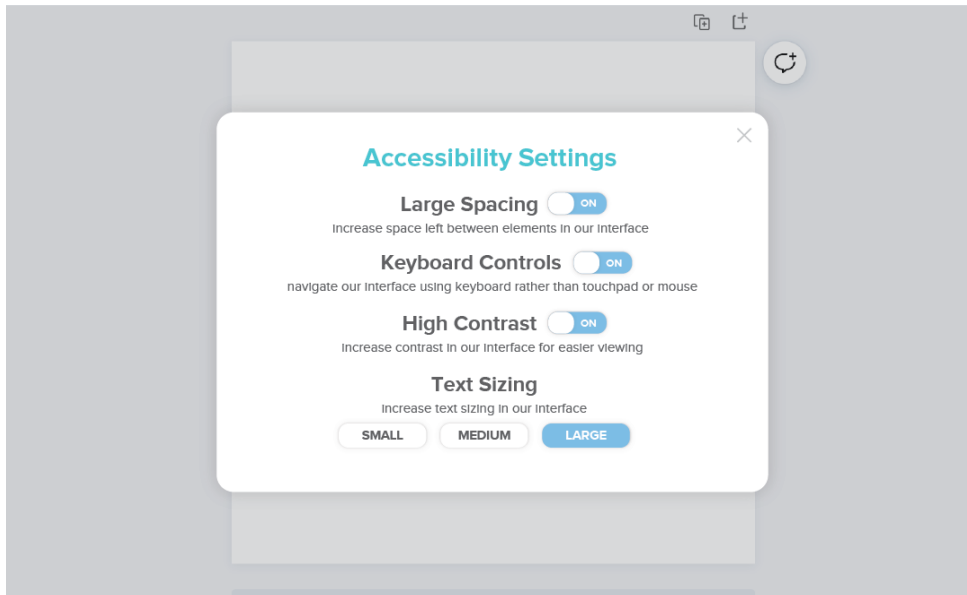 Accessibility Settings
Large Spacing ON
Increase space left between elements in our interface
Keyboard Controls ON
navigate our interface using keyboard rather than touchpad or mouse
High Contrast ON
Increase contrast in our interface for easier viewing
Text Sizing
Increase text sizing in our interface
SMALL MEDIUM LARGE